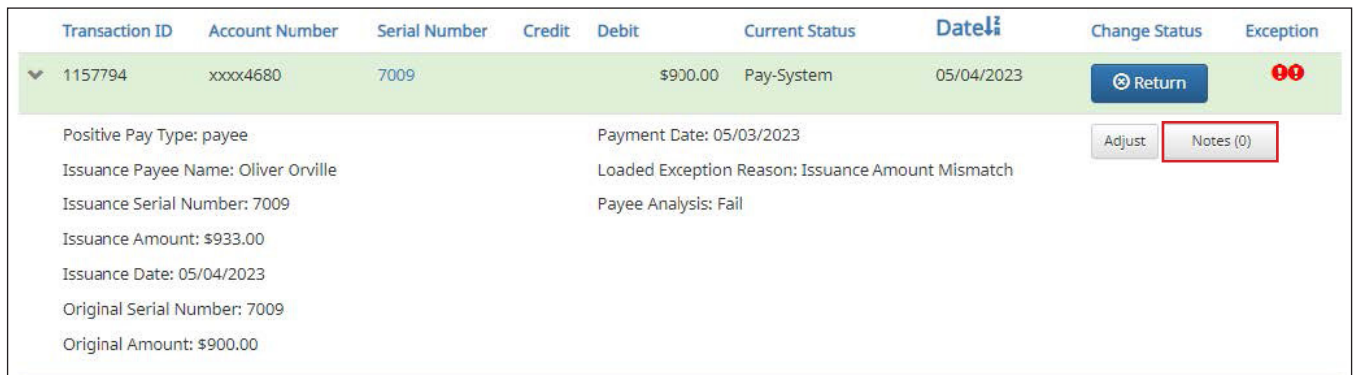 Transaction ID Account Number Serial Number Credit Debit Current Status Date Change Status Exception
1157794 xxxx4680 7009 $900.00 Pay-System 05/04/2023 Return
Positive Pay Type: payee Payment Date: 05/03/2023 Adjust Notes (0)
Issuance Payee Name: Oliver Orville Loaded Exception Reason: Issuance Amount Mismatch
Issuance Serial Number: 7009 Payee Analysis: Fail
Issuance Amount: $933.00
Issuance Date: 05/04/2023
Original Serial Number: 7009
Original Amount: $900.00